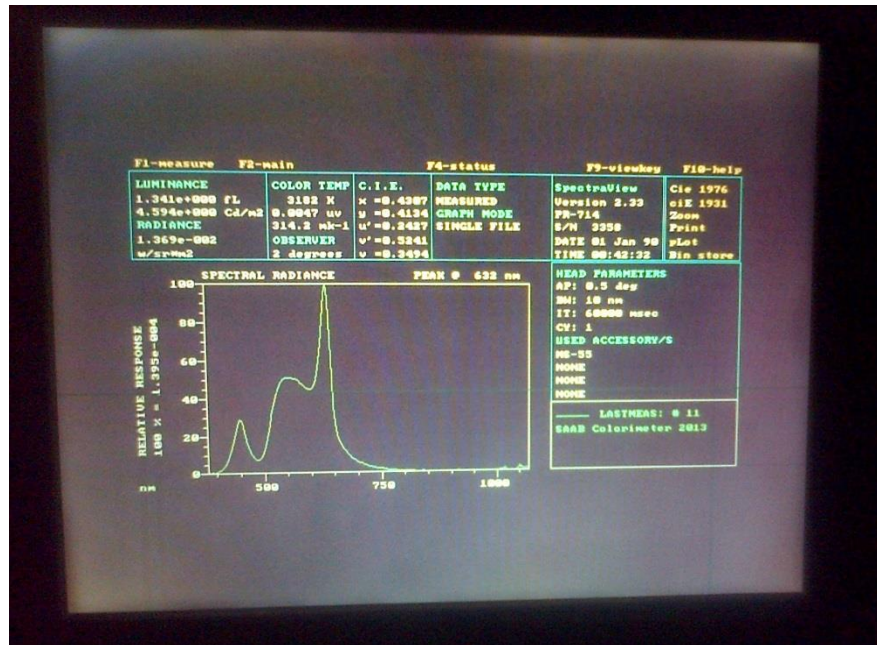 F1-measure F2-main F4-status F9-viewkey F10-help
LUMINANCE
1.341e+000 fL
4.594e+000 Cd/m2
RADIANCE
1.369e-002
w/sr*m2
COLOR TEMP
3182 K
0.0047 uv
314.2 mk-1
OBSERVER
2 degrees
C.I.E.
x =0.4307
y =0.4134
u'=0.2427
v'=0.5241
v =0.3494
DATA TYPE
MEASURED
GRAPH MODE
SINGLE FILE
SpectraView
Version 2.33
PR-714
S/N 3358
DATE 01 Jan 90
TIME 00:42:32
Cie 1976
ciE 1931
Zoom
Print
pLot
Bin store
SPECTRAL RADIANCE PEAK @ 632 nm
RELATIVE RESPONSE
100 % = 1.395e-004
100
80
60
40
20
0
nm 500 750 1000
HEAD PARAMETERS
AP: 0.5 deg
BW: 10 nm
IT: 60000 msec
CY: 1
USED ACCESSORY/S
MS-55
NONE
NONE
NONE
LASTMEAS: @ 11
SAAB Colorimeter 2013